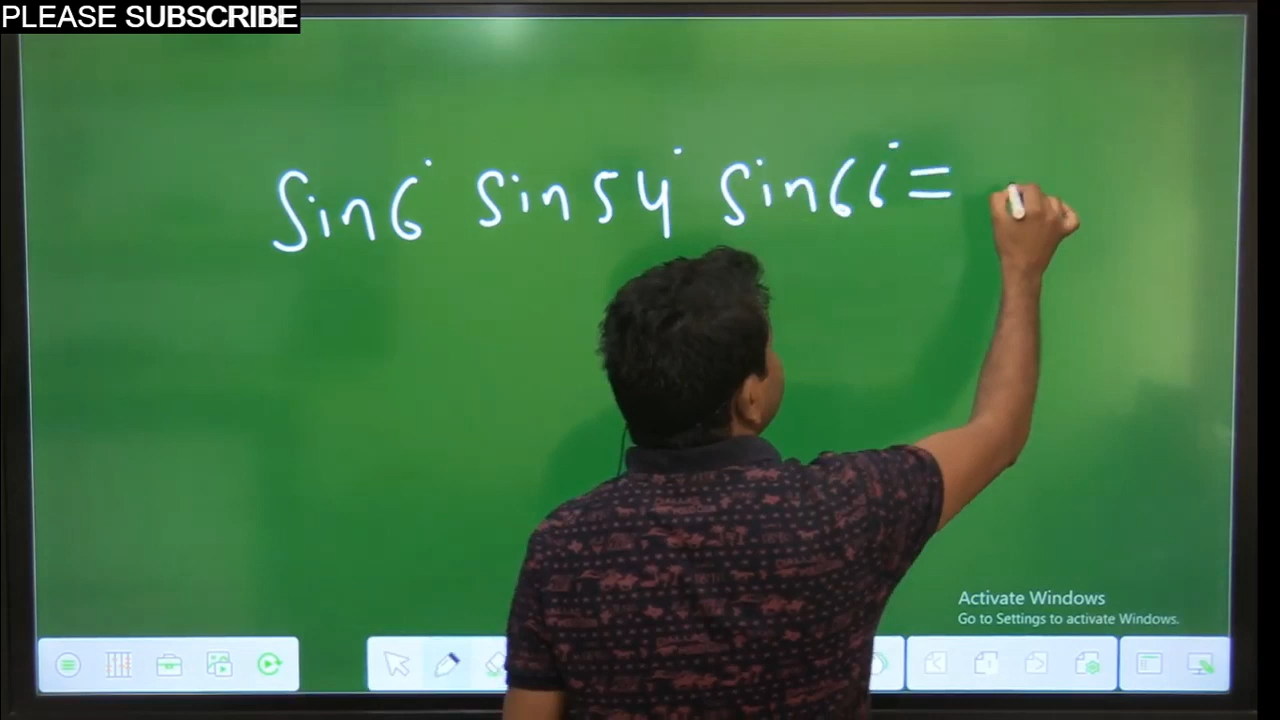 PLEASE SUBSCRIBE
Sin6° Sin54° Sin66° =
Activate Windows
Go to Settings to activate Windows.